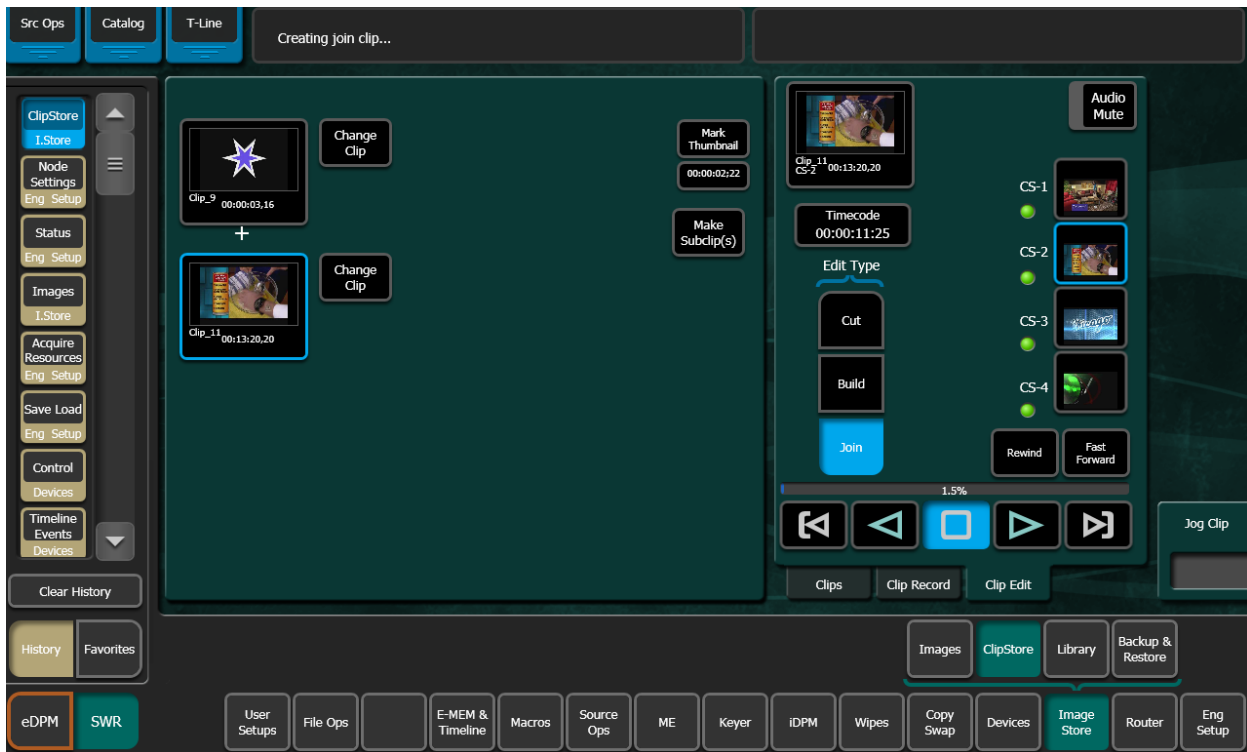 Src Ops
Catalog
T-Line
Creating join clip...
ClipStore
I.Store
Node
Settings
Eng Setup
Status
Eng Setup
Images
I.Store
Acquire
Resources
Eng Setup
Save Load
Eng Setup
Control
Devices
Timeline
Events
Devices
Clear History
History
Favorites
Clip_9
00:00:03,16
Change
Clip
+
Clip_11
00:13:20,20
Change
Clip
Mark
Thumbnail
00:00:02;22
Make
Subclip(s)
Clip_11
CS-2
00:13:20,20
Audio
Mute
Timecode
00:00:11:25
Edit Type
Cut
Build
Join
CS-1
CS-2
CS-3
Chicago
CS-4
Rewind
Fast
Forward
1.5%
Jog Clip
Clips
Clip Record
Clip Edit
Images
ClipStore
Library
Backup &
Restore
eDPM
SWR
User
Setups
File Ops
E-MEM &
Timeline
Macros
Source
Ops
ME
Keyer
iDPM
Wipes
Copy
Swap
Devices
Image
Store
Router
Eng
Setup